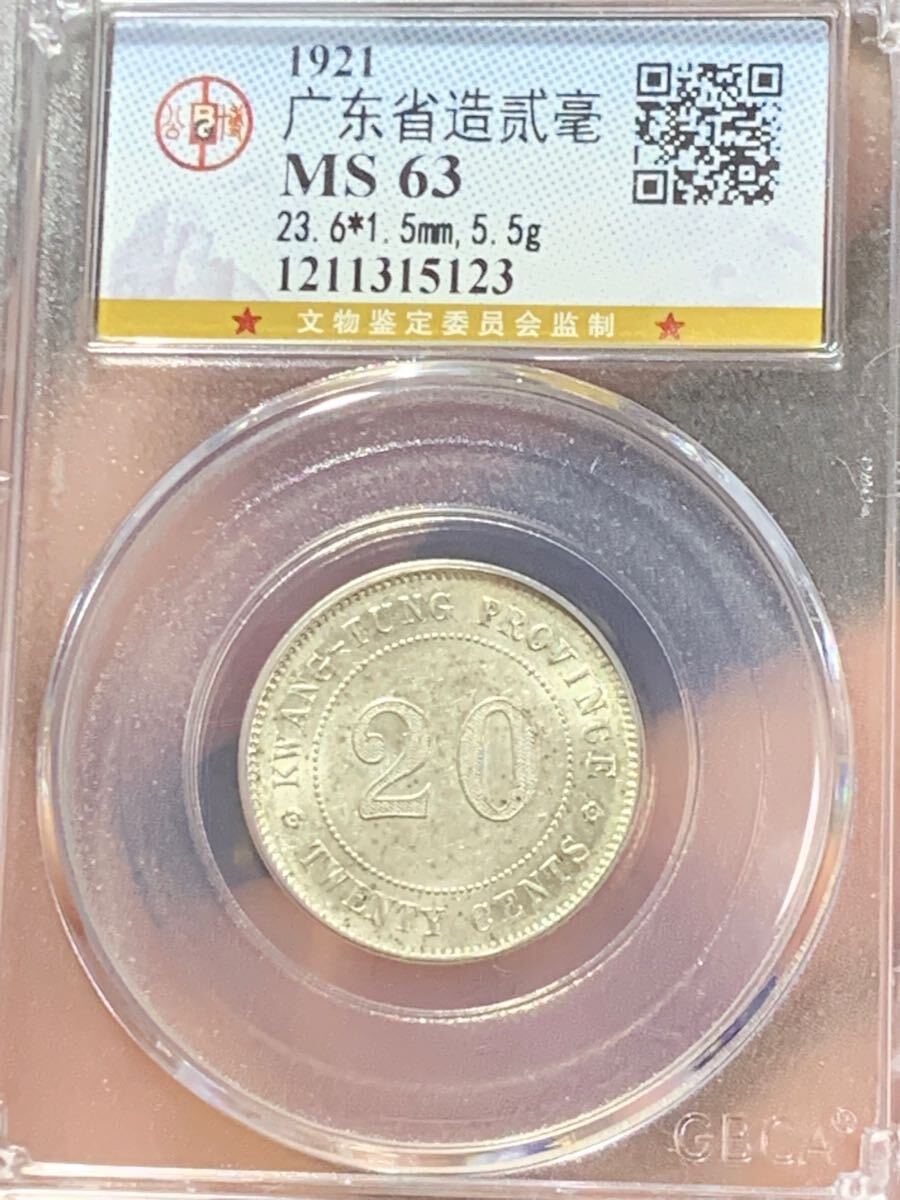 1921
广东省造贰毫
MS 63
23.6*1.5mm,5.5g
1211315123
★ 文物鉴定委员会监制 ★
KWANG-TUNG PROVINCE
20
TWENTY CENTS
GBCA®